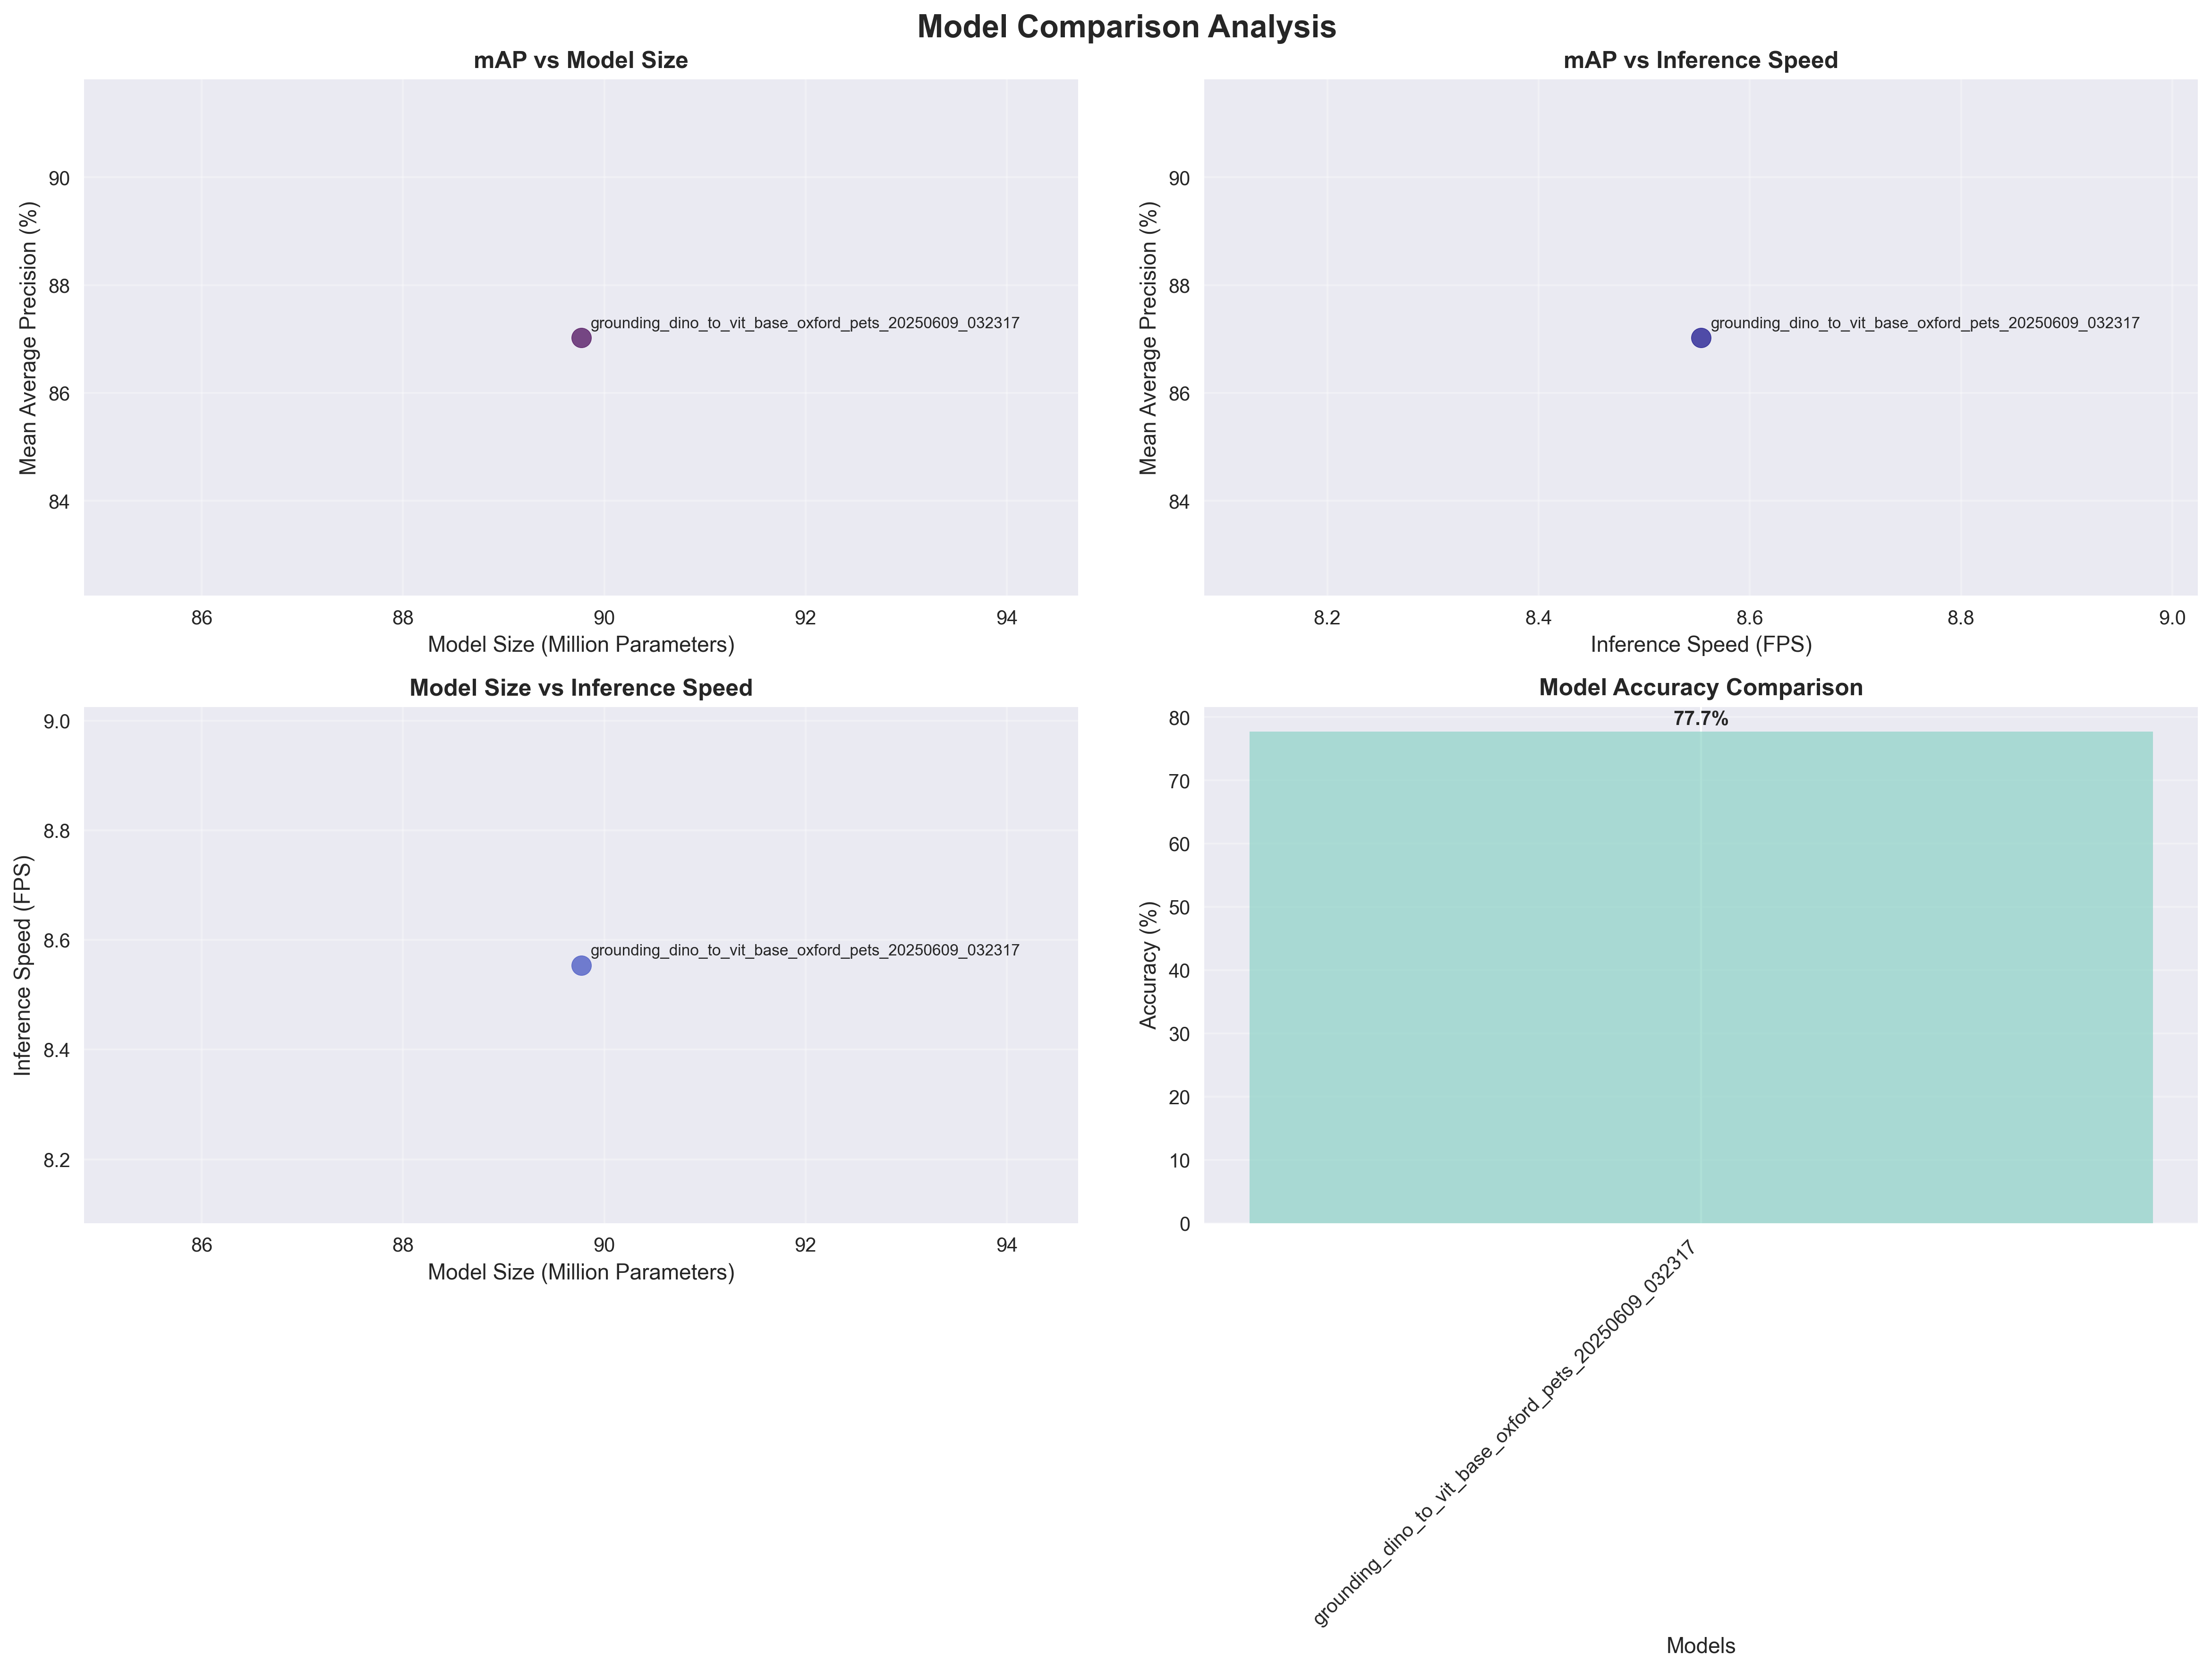 Model Comparison Analysis
mAP vs Model Size
Mean Average Precision (%)
90
88
86
84
grounding_dino_to_vit_base_oxford_pets_20250609_032317
86 88 90 92 94
Model Size (Million Parameters)
mAP vs Inference Speed
Mean Average Precision (%)
90
88
86
84
grounding_dino_to_vit_base_oxford_pets_20250609_032317
8.2 8.4 8.6 8.8 9.0
Inference Speed (FPS)
Model Size vs Inference Speed
Inference Speed (FPS)
9.0
8.8
8.6
8.4
8.2
grounding_dino_to_vit_base_oxford_pets_20250609_032317
86 88 90 92 94
Model Size (Million Parameters)
Model Accuracy Comparison
Accuracy (%)
80
70
60
50
40
30
20
10
0
77.7%
grounding_dino_to_vit_base_oxford_pets_20250609_032317
Models